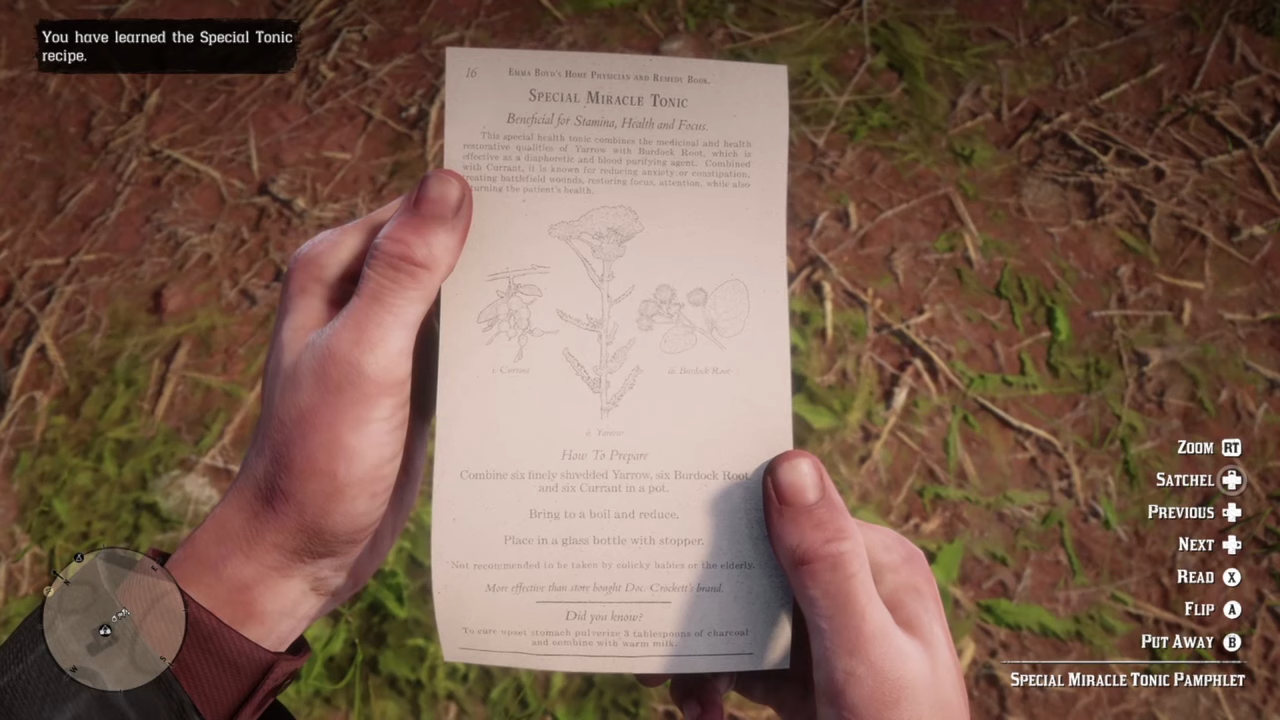 You have learned the Special Tonic
recipe.
16
Emma Boyd's Home Physician and Remedy Book.
Special Miracle Tonic
Beneficial for Stamina, Health and Focus.
This special health tonic combines the medicinal and health
restorative qualities of Yarrow with Burdock Root, which is
effective as a diaphoretic and blood purifying agent. Combined
with Currant, it is known for reducing anxiety or constipation,
treating battlefield wounds, restoring focus, attention, while also
turning the patient's health.
i. Currant
iii. Burdock Root
Yarrow
How To Prepare
Combine six finely shredded Yarrow, six Burdock Root
and six Currant in a pot.
Bring to a boil and reduce.
Place in a glass bottle with stopper.
Not recommended to be taken by colicky babies or the elderly.
More effective than store bought Doc. Crockett's brand.
Did you know?
To cure upset stomach pulverize 3 tablespoons of charcoal
and combine with warm milk.
Zoom RT
Satchel
Previous
Next
Read X
Flip A
Put Away B
Special Miracle Tonic Pamphlet
W
S